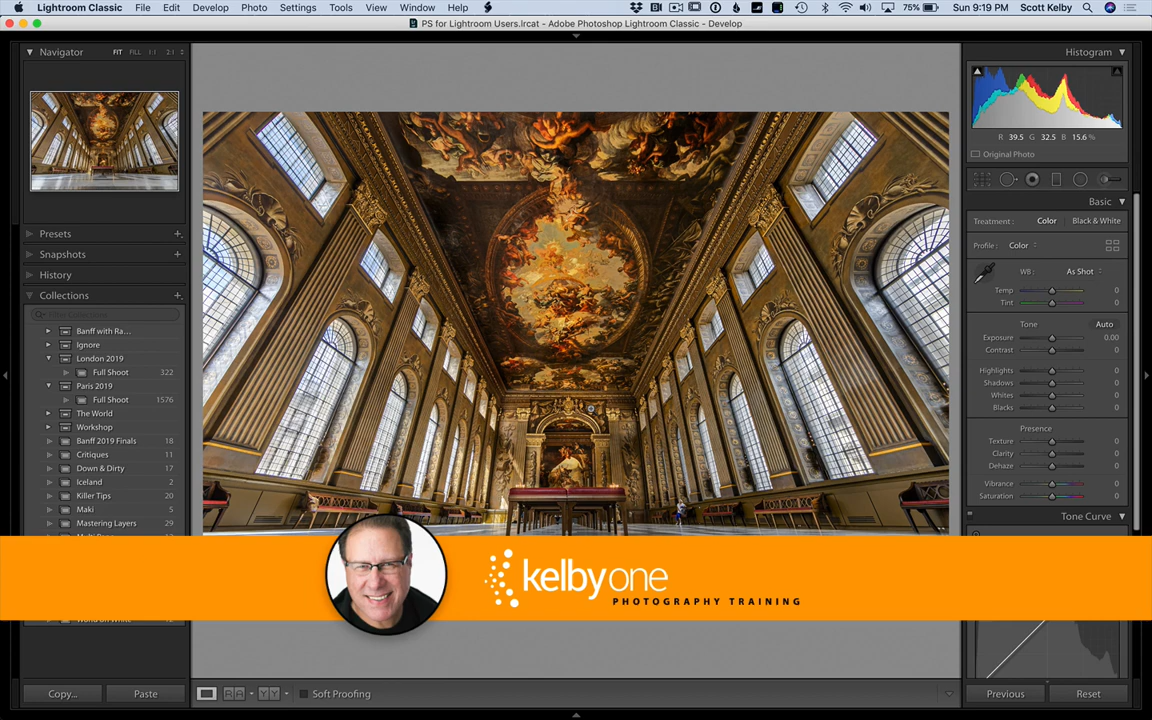 Lightroom Classic File Edit Develop Photo Settings Tools View Window Help 75% Sun 9:19 PM Scott Kelby
PS for Lightroom Users.lrcat - Adobe Photoshop Lightroom Classic - Develop
Navigator FIT FILL 1:1 2:1
Presets
Snapshots
History
Collections
Filter Collections
Banff with Ra...
Ignore
London 2019
Full Shoot 322
Paris 2019
Full Shoot 1576
The World
Workshop
Banff 2019 Finals 18
Critiques 11
Down & Dirty 17
Iceland 2
Killer Tips 20
Maki 5
Mastering Layers 29
Copy... Paste
kelbyone
PHOTOGRAPHY TRAINING
Soft Proofing
Histogram
R 39.5 G 32.5 B 15.6 %
Original Photo
Basic
Treatment: Color Black & White
Profile: Color
WB: As Shot
Temp 0
Tint 0
Tone Auto
Exposure 0.00
Contrast 0
Highlights 0
Shadows 0
Whites 0
Blacks 0
Presence
Texture 0
Clarity 0
Dehaze 0
Vibrance 0
Saturation 0
Tone Curve
Previous Reset